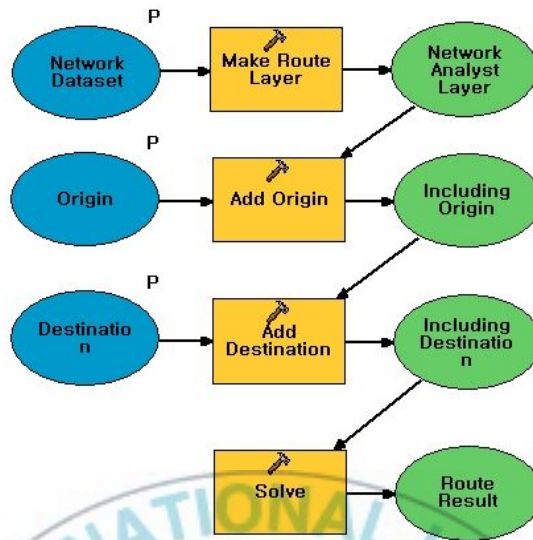 P
Network
Dataset
Make Route
Layer
Network
Analyst
Layer
P
Origin
Add Origin
Including
Origin
P
Destinatio
n
Add
Destination
Including
Destinatio
n
Solve
Route
Result
NATIONAL